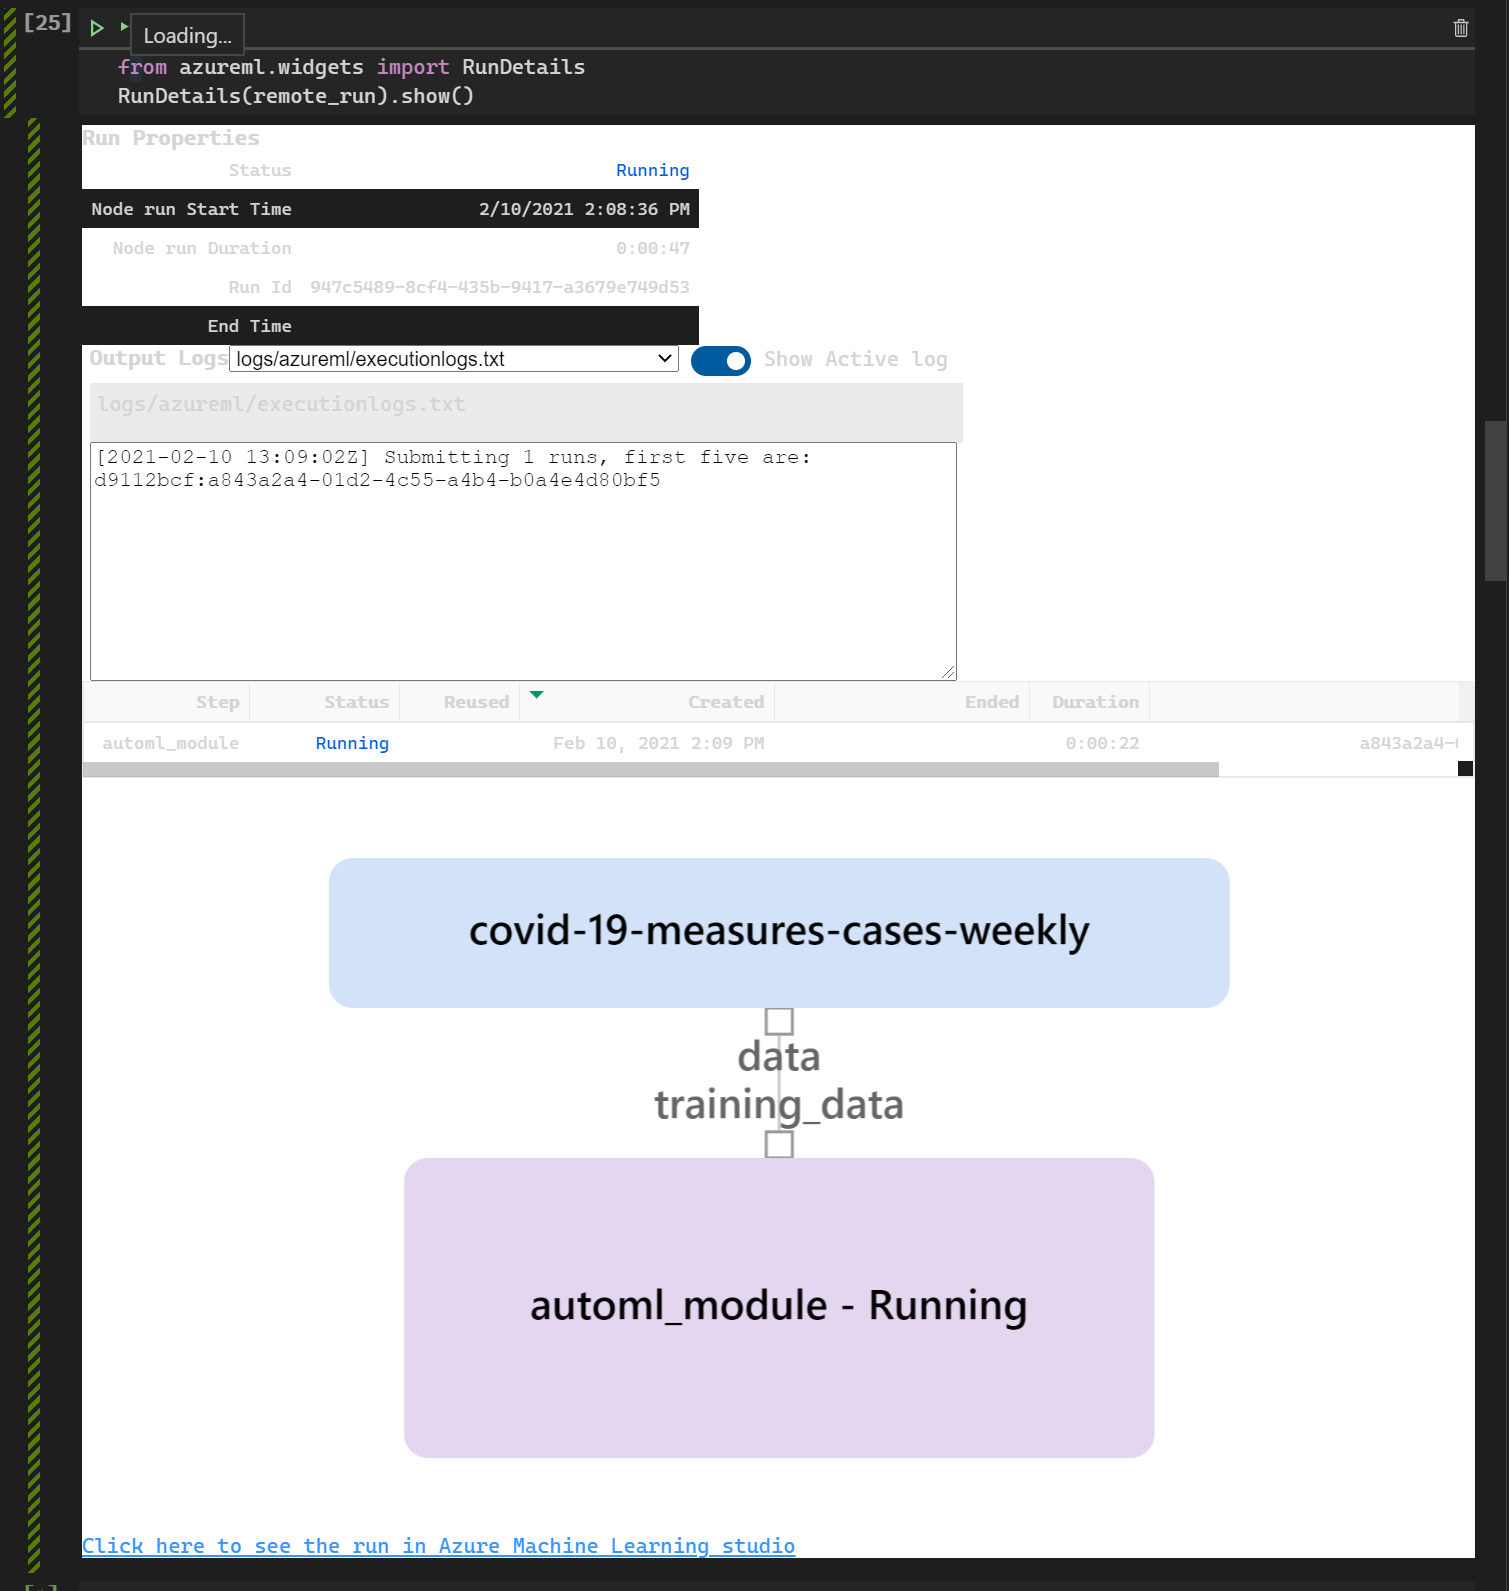 [25]
Loading...
from azureml.widgets import RunDetails
RunDetails(remote_run).show()
Run Properties
Status Running
Node run Start Time 2/10/2021 2:08:36 PM
Node run Duration 0:00:47
Run Id 947c5489-8cf4-435b-9417-a3679e749d53
End Time
Output Logs logs/azureml/executionlogs.txt Show Active log
logs/azureml/executionlogs.txt
[2021-02-10 13:09:02Z] Submitting 1 runs, first five are:
d9112bcf:a843a2a4-01d2-4c55-a4b4-b0a4e4d80bf5
Step Status Reused Created Ended Duration
automl_module Running Feb 10, 2021 2:09 PM 0:00:22 a843a2a4-
covid-19-measures-cases-weekly
data
training_data
automl_module - Running
Click here to see the run in Azure Machine Learning studio